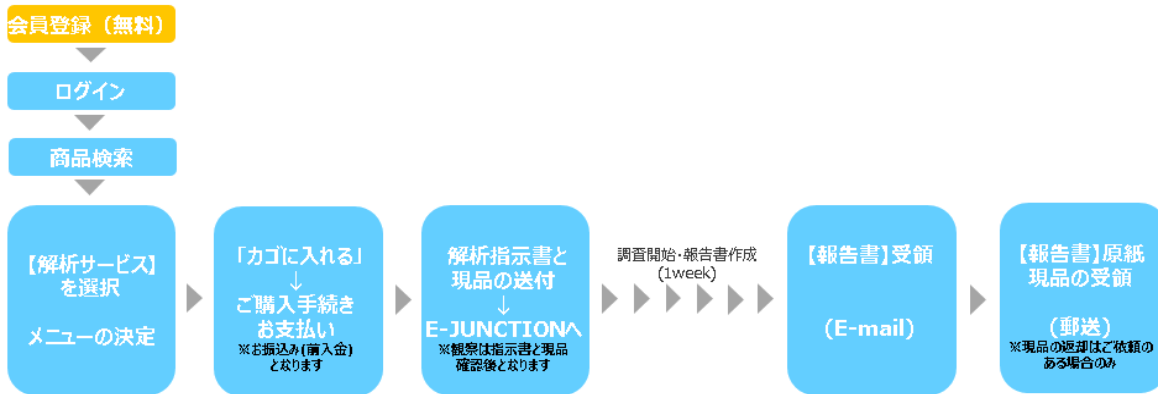 会員登録（無料）
ログイン
商品検索
【解析サービス】
を選択
メニューの決定
「カゴに入れる」
↓
ご購入手続き
お支払い
※お振込み(前入金)
となります
解析指示書と
現品の送付
↓
E-JUNCTIONへ
※観察は指示書と現品
確認後となります
調査開始・報告書作成
(1week)
【報告書】受領
(E-mail)
【報告書】原紙
現品の受領
(郵送)
※現品の返却はご依頼の
ある場合のみ